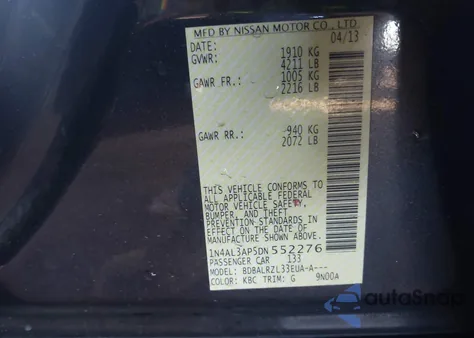 MFD BY NISSAN MOTOR CO., LTD.
DATE: 04/13
GVWR: 1910 KG
4211 LB
GAWR FR.: 1005 KG
2216 LB
GAWR RR.: 940 KG
2072 LB
THIS VEHICLE CONFORMS TO
ALL APPLICABLE FEDERAL
MOTOR VEHICLE SAFETY,
BUMPER, AND THEFT
PREVENTION STANDARDS IN
EFFECT ON THE DATE OF
MANUFACTURE SHOWN ABOVE.
1N4AL3AP5DN552276
PASSENGER CAR 133
MODEL: BDBALRZL33EUA-A---
COLOR: KBC TRIM: G 9N00A
AutoSnap